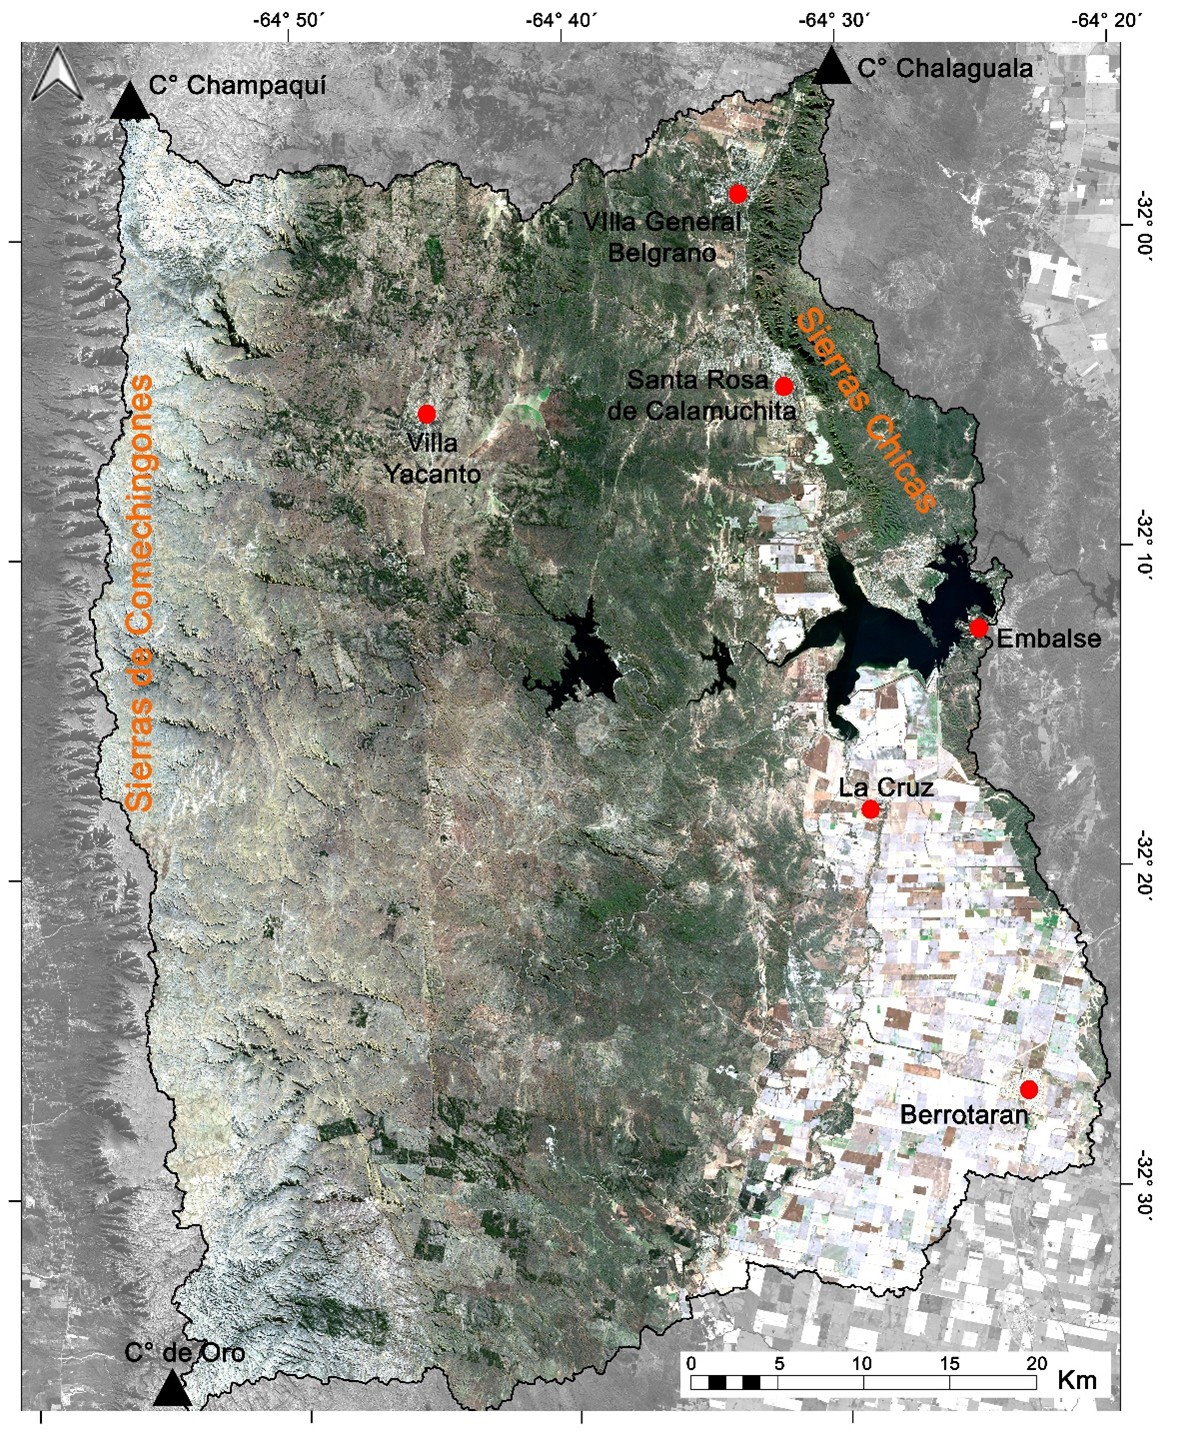 -64° 50´
-64° 40´
-64° 30´
-64° 20´
C° Champaquí
C° Chalaguala
-32° 00´
VIlla General
Belgrano
Sierras Chicas
Santa Rosa
de Calamuchita
Villa
Yacanto
Sierras de Comechingones
-32° 10´
Embalse
La Cruz
-32° 20´
Berrotaran
-32° 30´
C° de Oro
0 5 10 15 20
Km